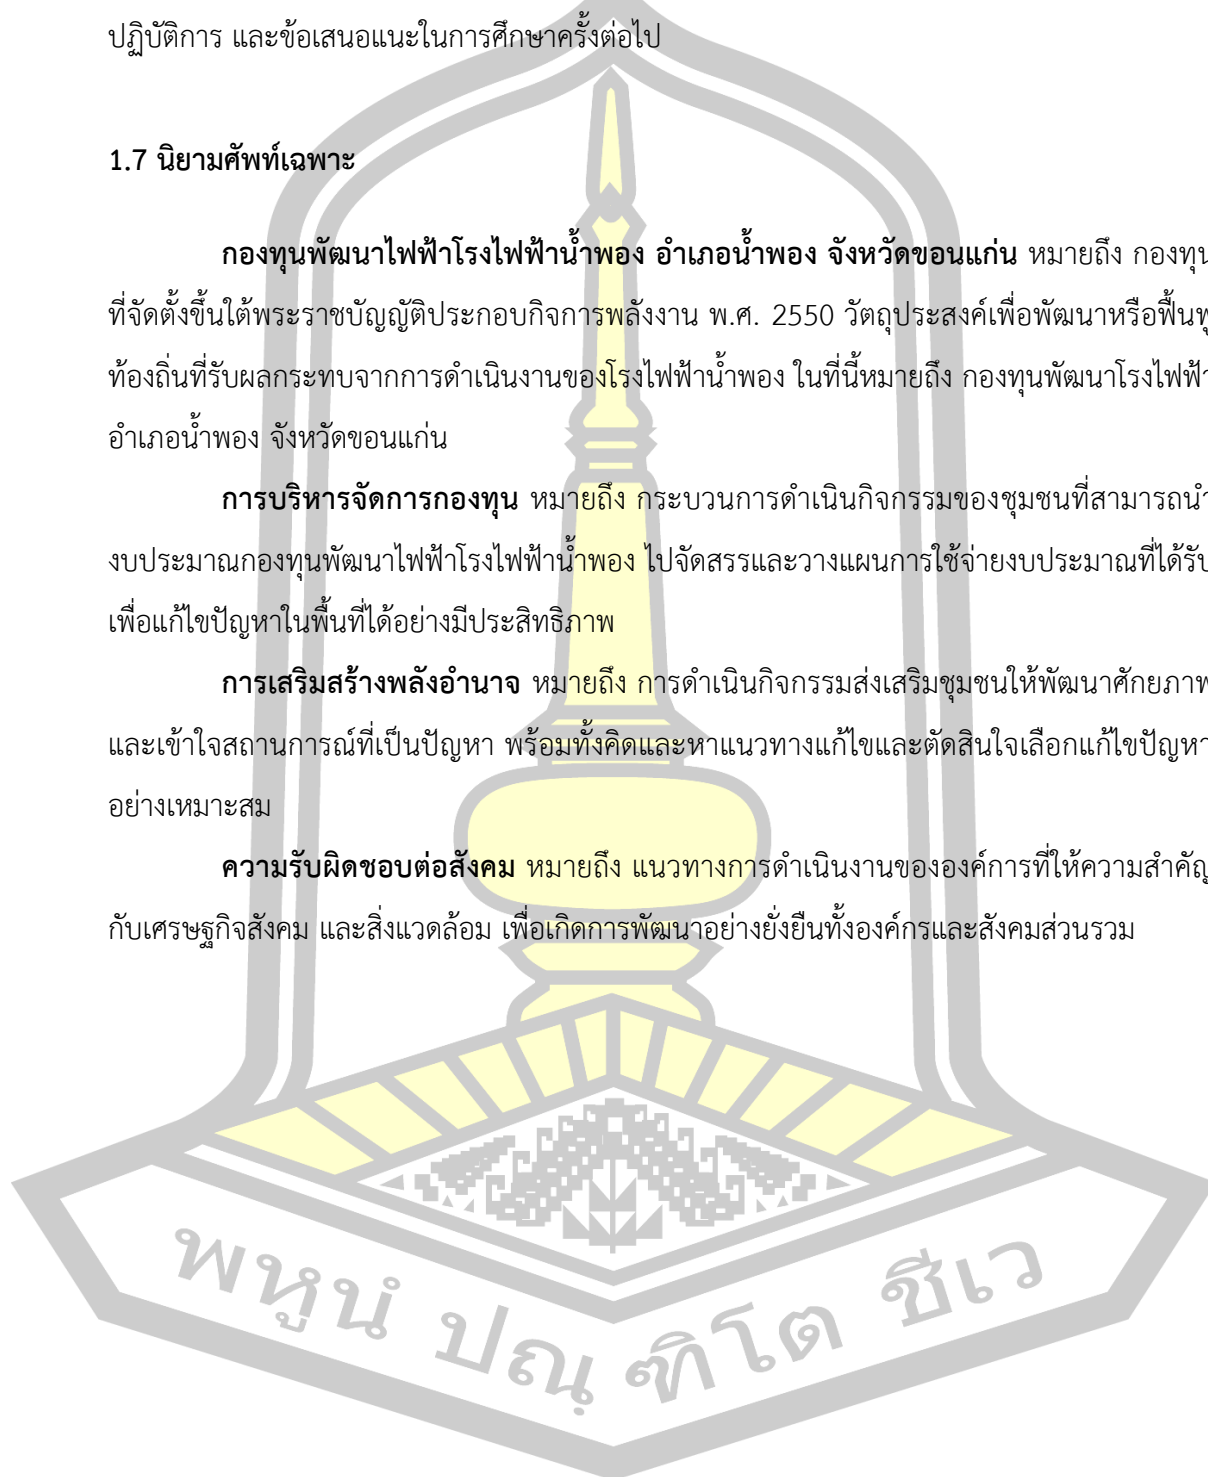 ปฏิบัติการ และข้อเสนอแนะในการศึกษาครั้งต่อไป
1.7 นิยามศัพท์เฉพาะ
กองทุนพัฒนาไฟฟ้าโรงไฟฟ้าน้ำพอง อำเภอน้ำพอง จังหวัดขอนแก่น หมายถึง กองทุน
ที่จัดตั้งขึ้นใต้พระราชบัญญัติประกอบกิจการพลังงาน พ.ศ. 2550 วัตถุประสงค์เพื่อพัฒนาหรือฟื้นฟู
ท้องถิ่นที่รับผลกระทบจากการดำเนินงานของโรงไฟฟ้าน้ำพอง ในที่นี้หมายถึง กองทุนพัฒนาโรงไฟฟ้า
อำเภอน้ำพอง จังหวัดขอนแก่น
การบริหารจัดการกองทุน หมายถึง กระบวนการดำเนินกิจกรรมของชุมชนที่สามารถนำ
งบประมาณกองทุนพัฒนาไฟฟ้าโรงไฟฟ้าน้ำพอง ไปจัดสรรและวางแผนการใช้จ่ายงบประมาณที่ได้รับ
เพื่อแก้ไขปัญหาในพื้นที่ได้อย่างมีประสิทธิภาพ
การเสริมสร้างพลังอำนาจ หมายถึง การดำเนินกิจกรรมส่งเสริมชุมชนให้พัฒนาศักยภาพ
และเข้าใจสถานการณ์ที่เป็นปัญหา พร้อมทั้งคิดและหาแนวทางแก้ไขและตัดสินใจเลือกแก้ไขปัญหา
อย่างเหมาะสม
ความรับผิดชอบต่อสังคม หมายถึง แนวทางการดำเนินงานขององค์การที่ให้ความสำคัญ
กับเศรษฐกิจสังคม และสิ่งแวดล้อม เพื่อเกิดการพัฒนาอย่างยั่งยืนทั้งองค์กรและสังคมส่วนรวม
พหูนํ ปณฺฑิโต ชีเว